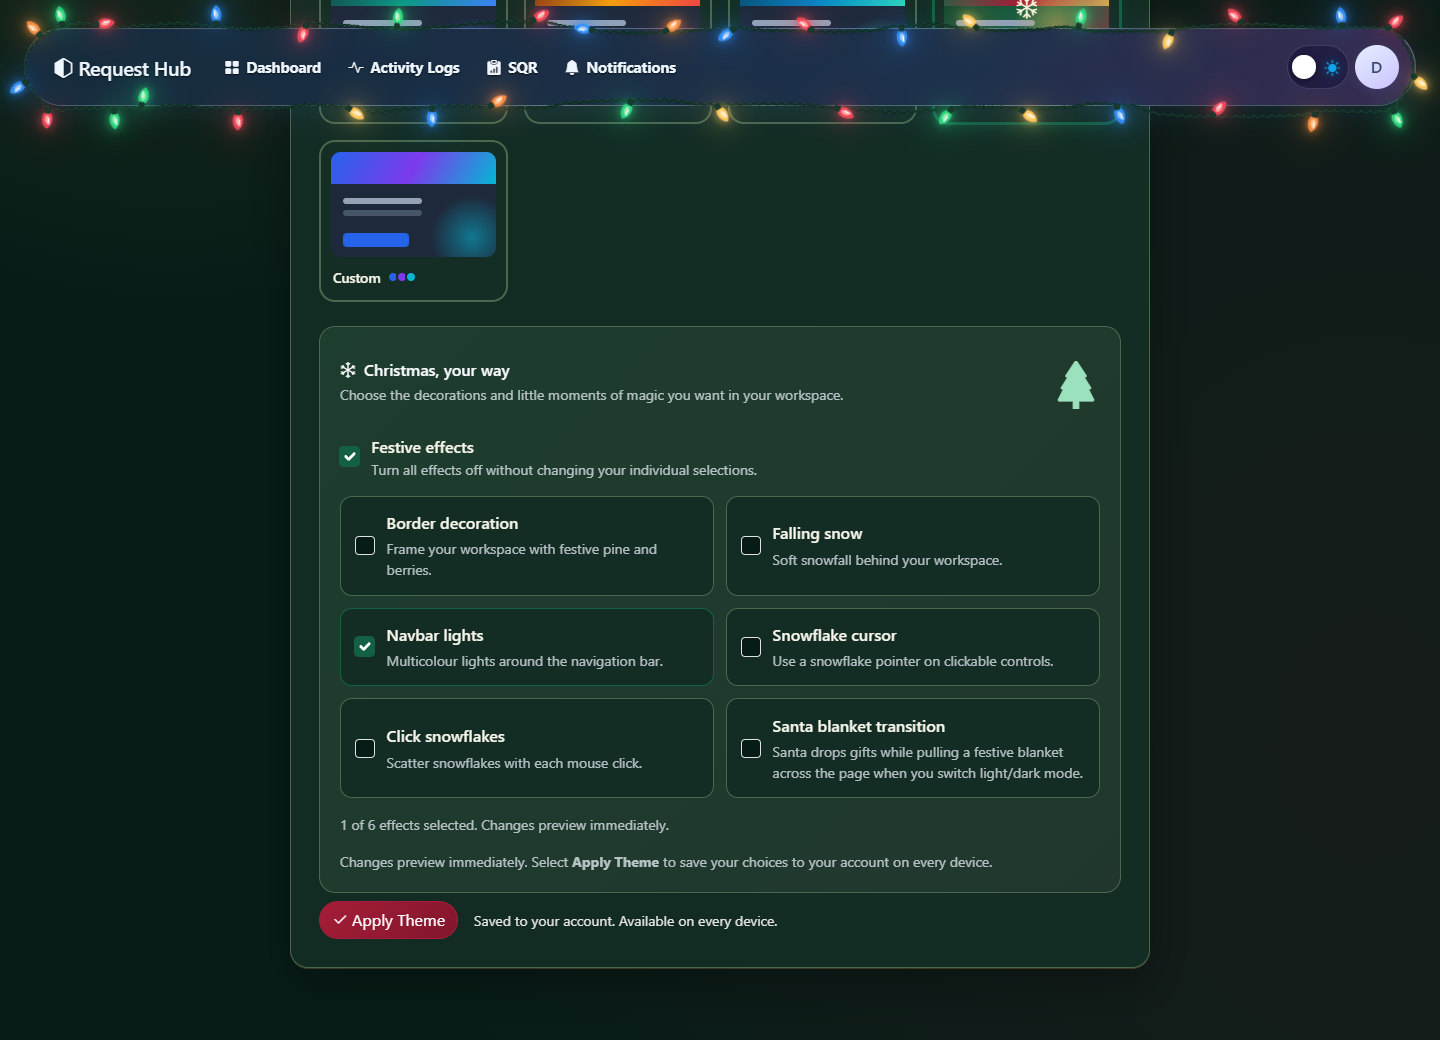 Request Hub
Dashboard
Activity Logs
SQR
Notifications
D
Custom
Christmas, your way
Choose the decorations and little moments of magic you want in your workspace.
Festive effects
Turn all effects off without changing your individual selections.
Border decoration
Frame your workspace with festive pine and
berries.
Falling snow
Soft snowfall behind your workspace.
Navbar lights
Multicolour lights around the navigation bar.
Snowflake cursor
Use a snowflake pointer on clickable controls.
Click snowflakes
Scatter snowflakes with each mouse click.
Santa blanket transition
Santa drops gifts while pulling a festive blanket
across the page when you switch light/dark mode.
1 of 6 effects selected. Changes preview immediately.
Changes preview immediately. Select Apply Theme to save your choices to your account on every device.
Apply Theme
Saved to your account. Available on every device.